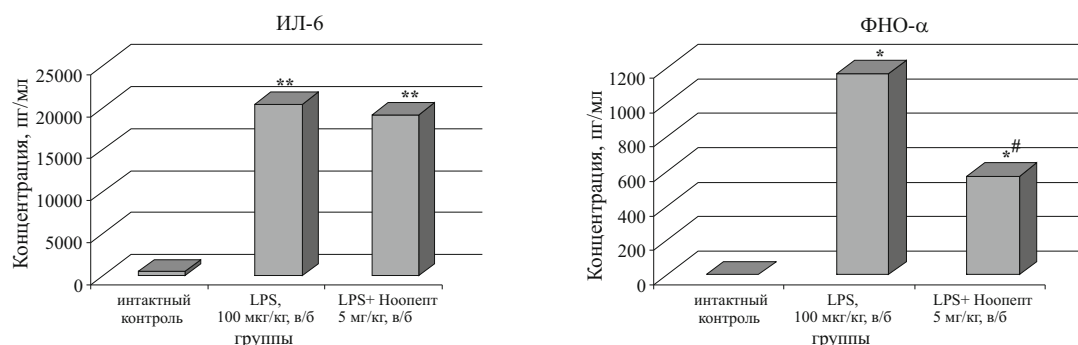 ИЛ-6
Концентрация, пг/мл
25000
20000
15000
10000
5000
0
**
**
интактный
контроль
LPS,
100 мкг/кг, в/б
LPS+ Ноопепт
5 мг/кг, в/б
группы
ФНО-α
Концентрация, пг/мл
1200
1000
800
600
400
200
0
*
*#
интактный
контроль
LPS,
100 мкг/кг, в/б
LPS+ Ноопепт
5 мг/кг, в/б
группы